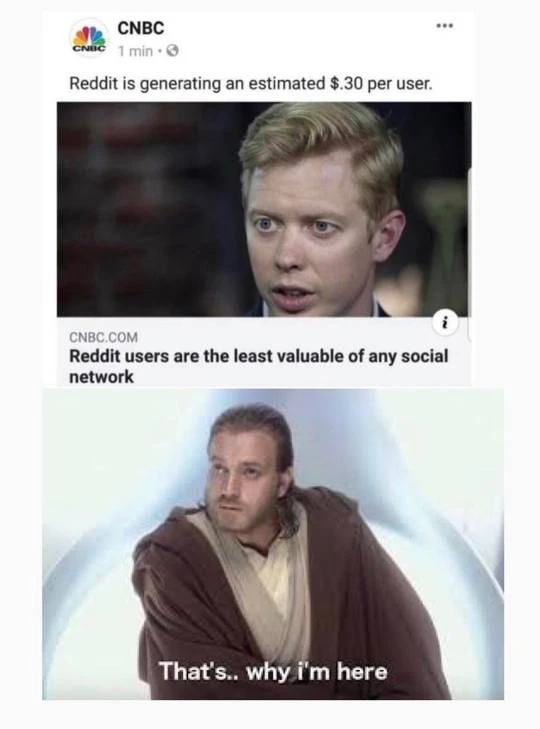 CNBC
CNBC
1 min ·
Reddit is generating an estimated $.30 per user.
i
CNBC.COM
Reddit users are the least valuable of any social
network
That's.. why i'm here